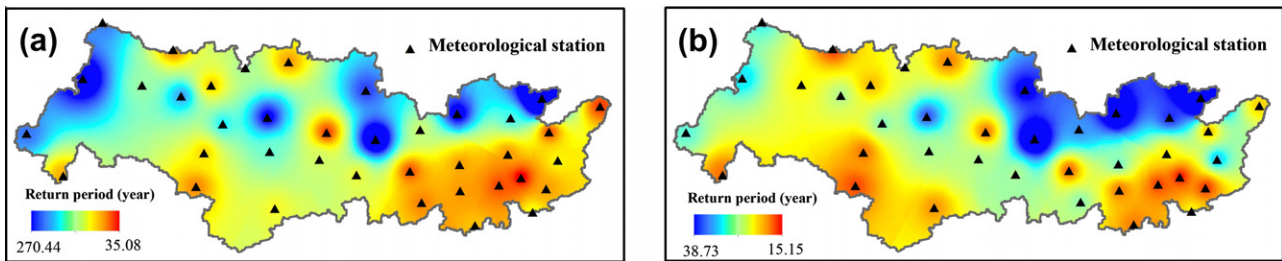 (a)
Meteorological station
Return period (year)
270.44 35.08
(b)
Meteorological station
Return period (year)
38.73 15.15